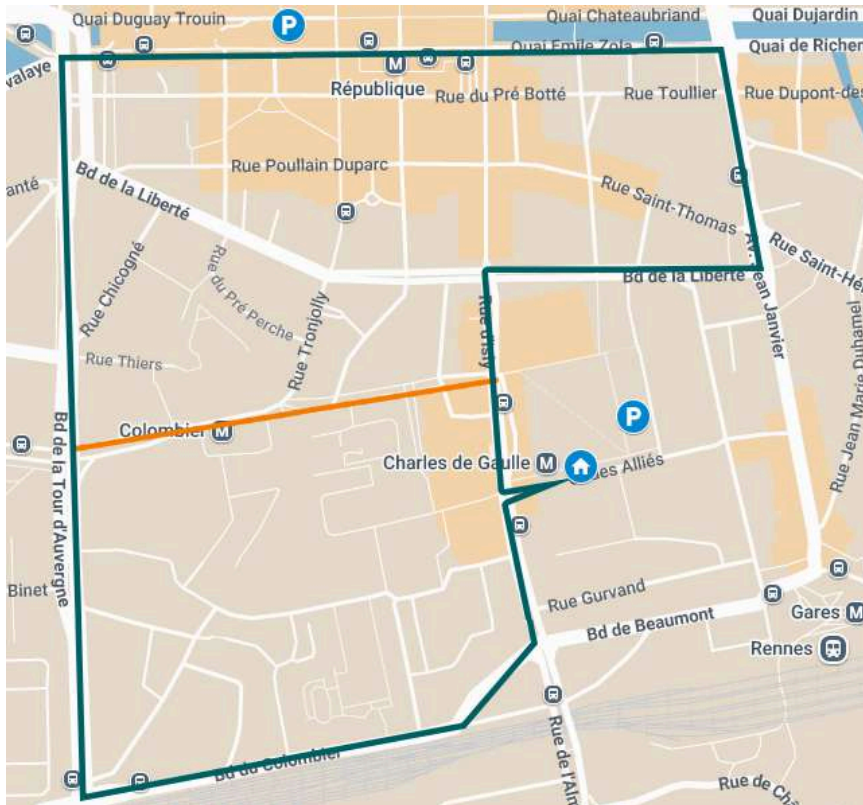 Quai Duguay Trouin
P
Quai Chateaubriand
Quai Dujardin
Quai Emile Zola
Quai de Richer
valaye
M
République
Rue du Pré Botté
Rue Toullier
Rue Dupont-des
Rue Poullain Duparc
anté
Bd de la Liberté
Rue Saint-Thomas
Rue Saint-Hé
Rue Chicogné
Rue du Pré Perche
Rue Tronjolly
Rue d'Isly
Bd de la Liberté
Av. Jean Janvier
Rue Jean Marie Duhamel
Rue Thiers
Colombier M
P
Charles de Gaulle M
des Alliés
Bd de la Tour d'Auvergne
Binet
Rue Gurvand
Bd de Beaumont
Gares M
Rennes
Bd du Colombier
Rue de l'Alm
Rue de Ch